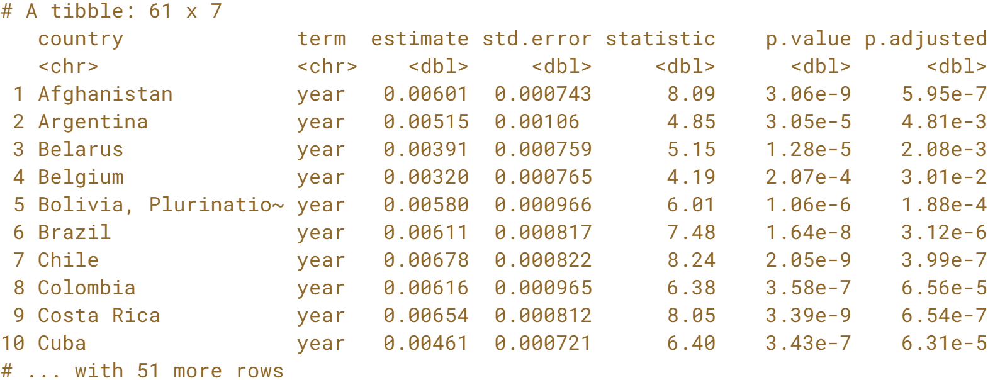 # A tibble: 61 x 7
   country                    term  estimate std.error statistic    p.value p.adjusted
   <chr>                      <chr>    <dbl>     <dbl>     <dbl>      <dbl>      <dbl>
 1 Afghanistan                year   0.00601  0.000743      8.09    3.06e-9    5.95e-7
 2 Argentina                  year   0.00515  0.00106       4.85    3.05e-5    4.81e-3
 3 Belarus                    year   0.00391  0.000759      5.15    1.28e-5    2.08e-3
 4 Belgium                    year   0.00320  0.000765      4.19    2.07e-4    3.01e-2
 5 Bolivia, Plurinatio~ year   0.00580  0.000966      6.01    1.06e-6    1.88e-4
 6 Brazil                     year   0.00611  0.000817      7.48    1.64e-8    3.12e-6
 7 Chile                      year   0.00678  0.000822      8.24    2.05e-9    3.99e-7
 8 Colombia                   year   0.00616  0.000965      6.38    3.58e-7    6.56e-5
 9 Costa Rica                 year   0.00654  0.000812      8.05    3.39e-9    6.54e-7
10 Cuba                       year   0.00461  0.000721      6.40    3.43e-7    6.31e-5
# ... with 51 more rows